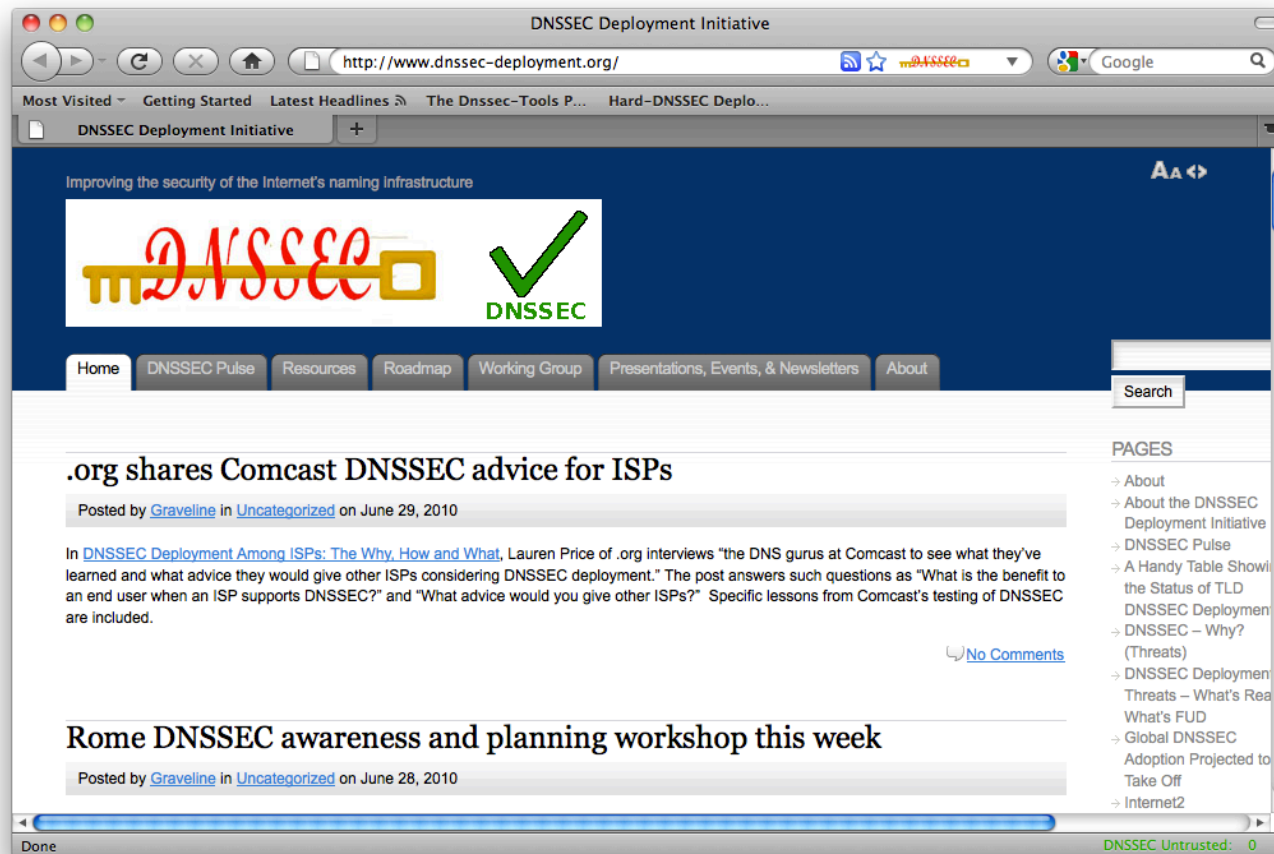 DNSSEC Deployment Initiative
http://www.dnssec-deployment.org/
DNSSEC
Google
Most Visited
Getting Started
Latest Headlines
The Dnssec-Tools P...
Hard-DNSSEC Deplo...
DNSSEC Deployment Initiative
+
Improving the security of the Internet's naming infrastructure
AA
DNSSEC
DNSSEC
Home
DNSSEC Pulse
Resources
Roadmap
Working Group
Presentations, Events, & Newsletters
About
Search
.org shares Comcast DNSSEC advice for ISPs
Posted by Graveline in Uncategorized on June 29, 2010
In DNSSEC Deployment Among ISPs: The Why, How and What, Lauren Price of .org interviews “the DNS gurus at Comcast to see what they’ve
learned and what advice they would give other ISPs considering DNSSEC deployment.” The post answers such questions as “What is the benefit to
an end user when an ISP supports DNSSEC?” and “What advice would you give other ISPs?”  Specific lessons from Comcast’s testing of DNSSEC
are included.
No Comments
Rome DNSSEC awareness and planning workshop this week
Posted by Graveline in Uncategorized on June 28, 2010
PAGES
About
About the DNSSEC
Deployment Initiative
DNSSEC Pulse
A Handy Table Showi
the Status of TLD
DNSSEC Deploymen
DNSSEC – Why?
(Threats)
DNSSEC Deploymen
Threats – What's Rea
What's FUD
Global DNSSEC
Adoption Projected to
Take Off
Internet2
Done
DNSSEC Untrusted: 0